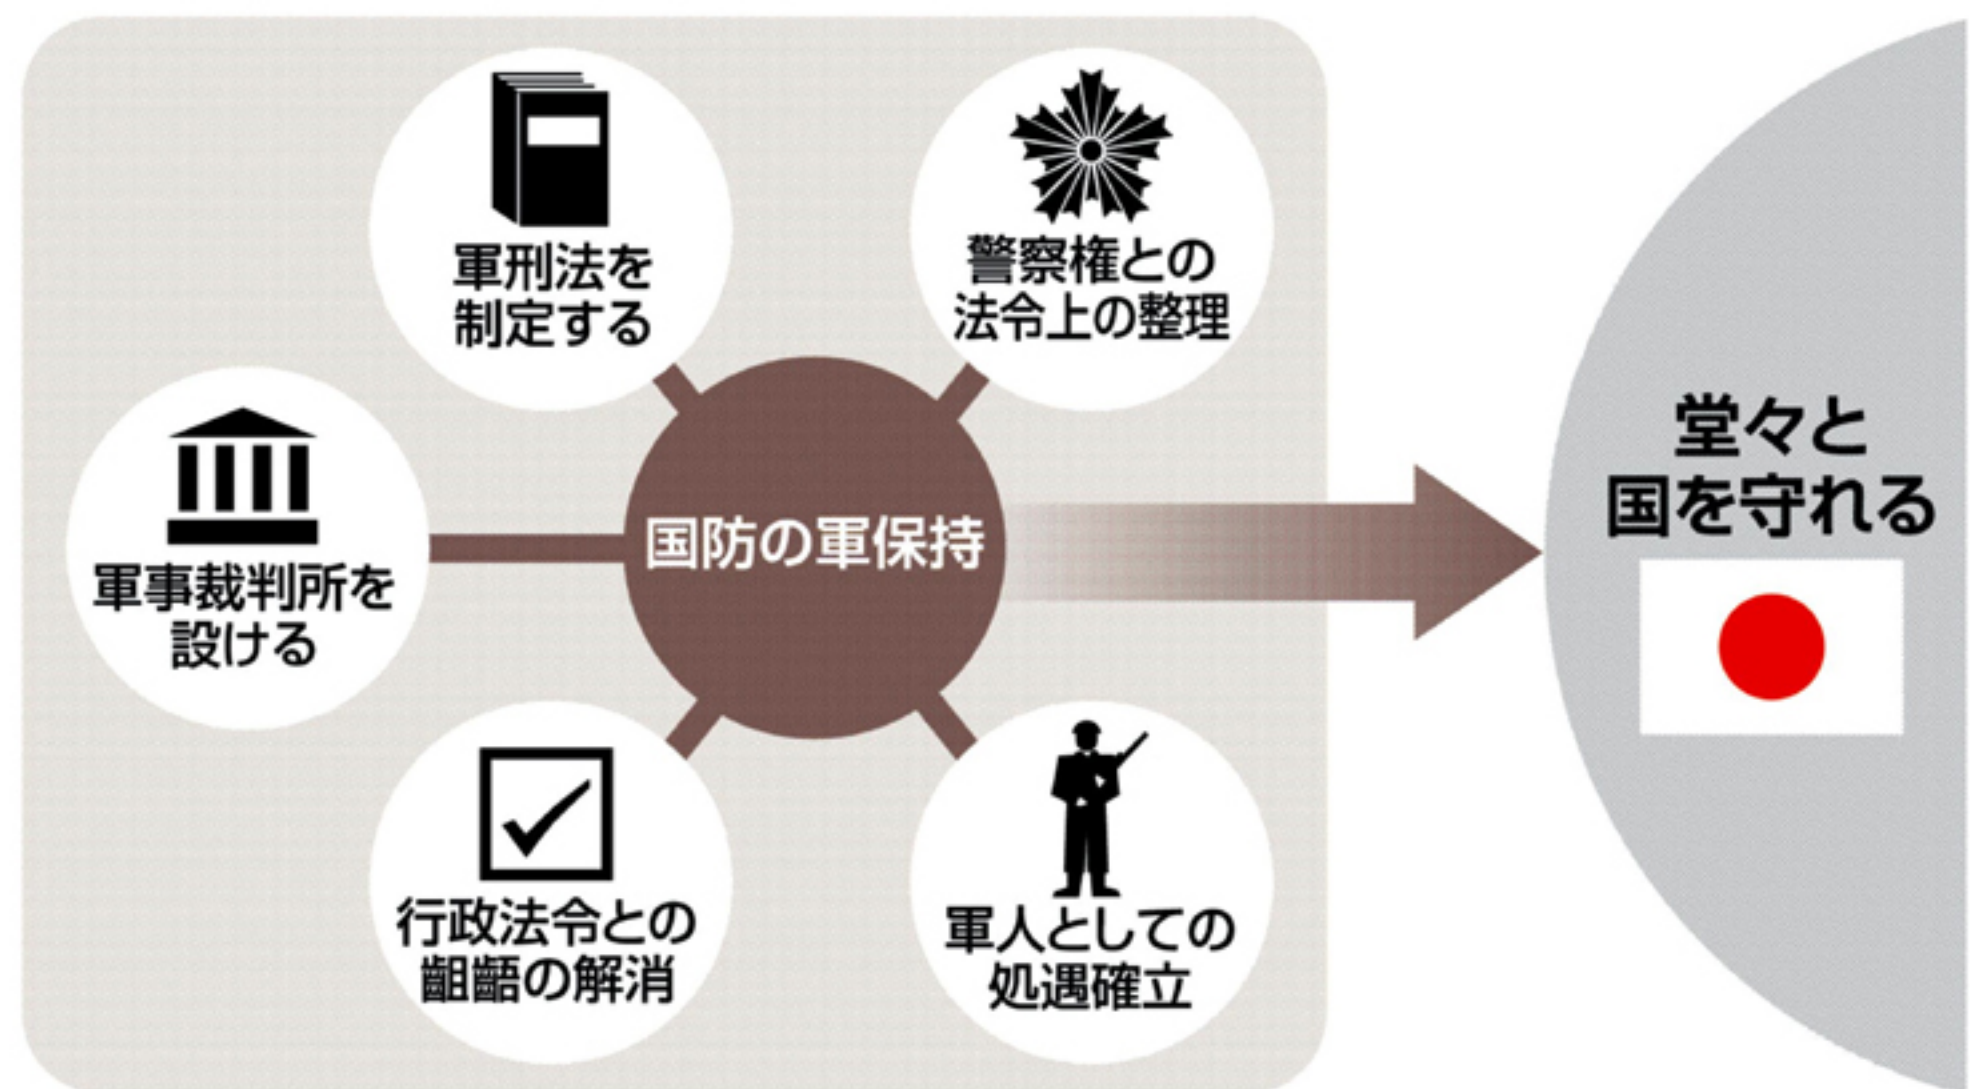 軍刑法を
制定する
警察権との
法令上の整理
軍事裁判所を
設ける
国防の軍保持
堂々と
国を守れる
行政法令との
齟齬の解消
軍人としての
処遇確立